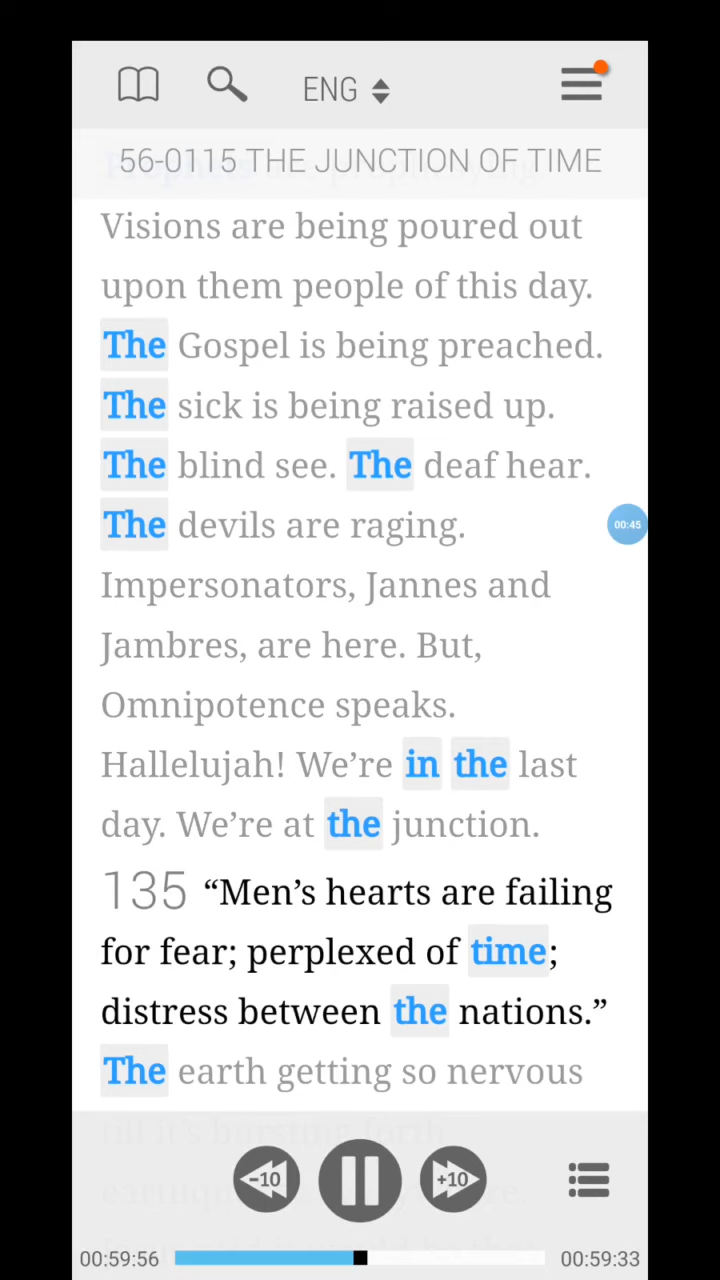 ENG
56-0115 THE JUNCTION OF TIME
Visions are being poured out
upon them people of this day.
The Gospel is being preached.
The sick is being raised up.
The blind see. The deaf hear.
The devils are raging.
00:45
Impersonators, Jannes and
Jambres, are here. But,
Omnipotence speaks.
Hallelujah! We’re in the last
day. We’re at the junction.
135 “Men’s hearts are failing
for fear; perplexed of time;
distress between the nations.”
The earth getting so nervous
till it's bursting forth
-10 +10
00:59:56 00:59:33